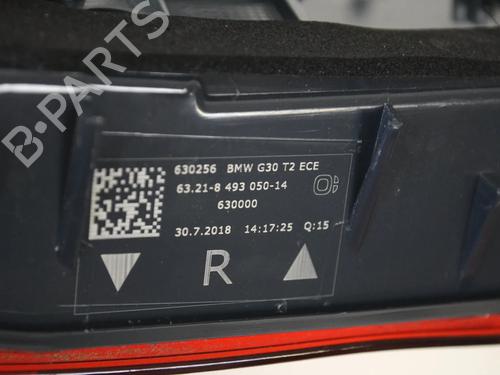 B-PARTS
630256 BMW G30 T2 ECE
63.21-8 493 050-14
630000
30.7.2018 14:17:25 Q:15
R